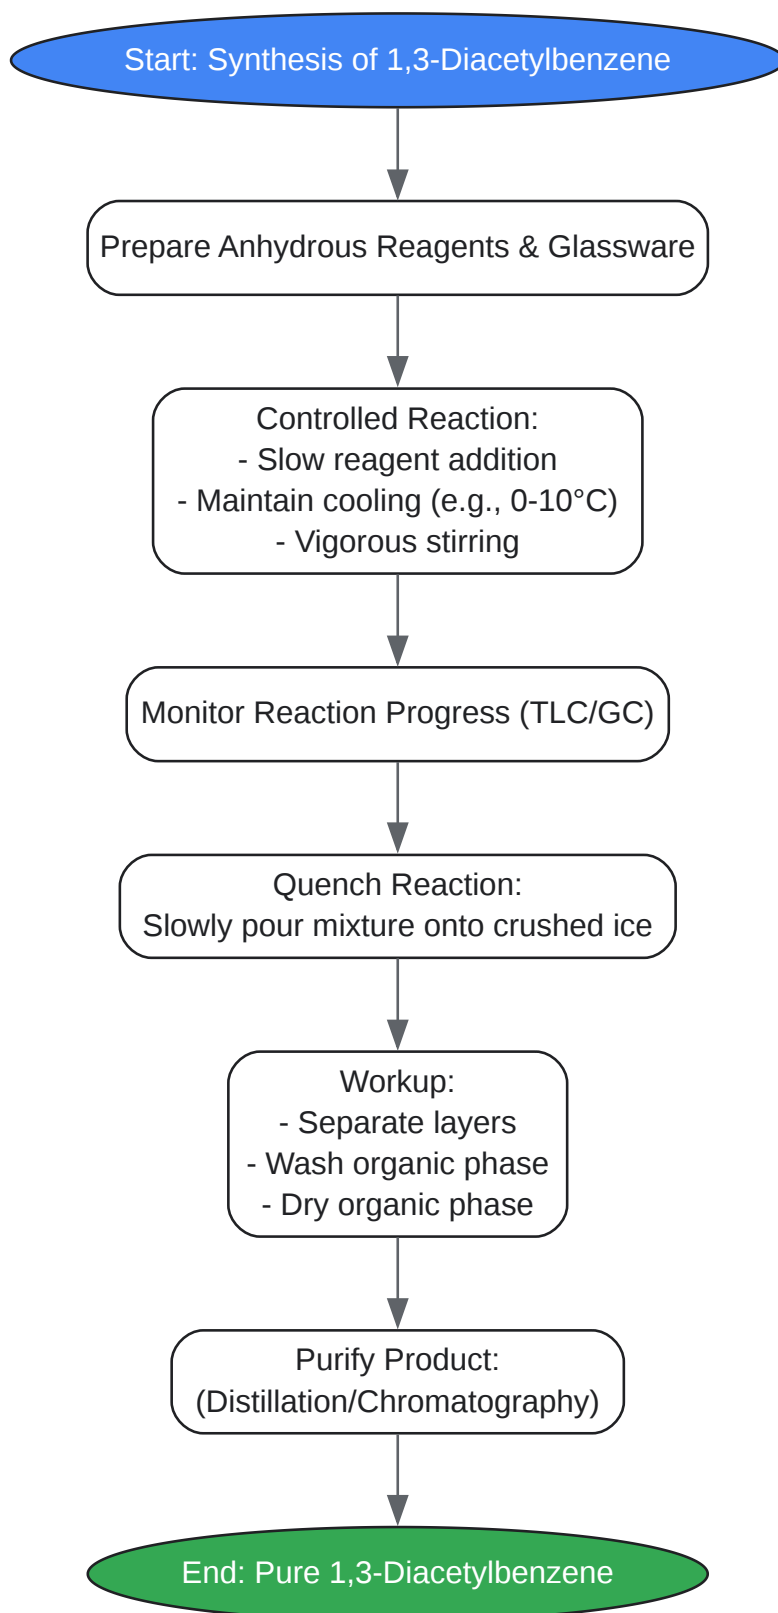 Start: Synthesis of 1,3-Diacetylbenzene
Prepare Anhydrous Reagents & Glassware
Controlled Reaction:
- Slow reagent addition
- Maintain cooling (e.g., 0-10°C)
- Vigorous stirring
Monitor Reaction Progress (TLC/GC)
Quench Reaction:
Slowly pour mixture onto crushed ice
Workup:
- Separate layers
- Wash organic phase
- Dry organic phase
Purify Product:
(Distillation/Chromatography)
End: Pure 1,3-Diacetylbenzene